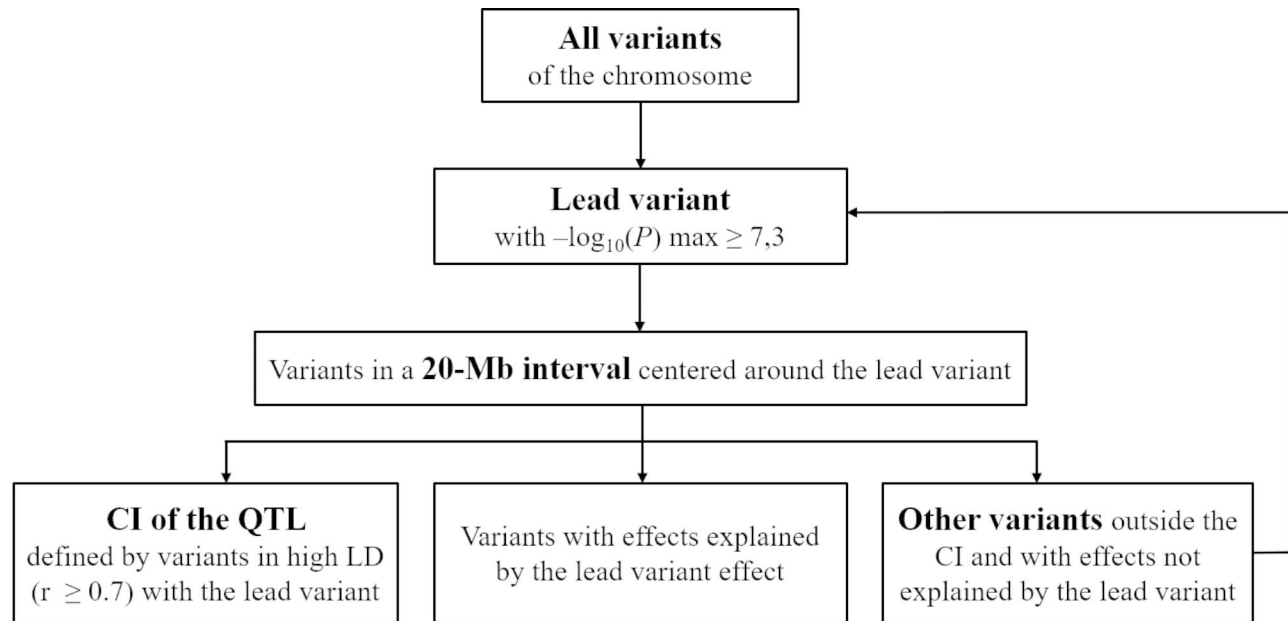 All variants
of the chromosome
Lead variant
with –log₁₀(P) max ≥ 7,3
Variants in a 20-Mb interval centered around the lead variant
CI of the QTL
defined by variants in high LD
(r ≥ 0.7) with the lead variant
Variants with effects explained
by the lead variant effect
Other variants outside the
CI and with effects not
explained by the lead variant